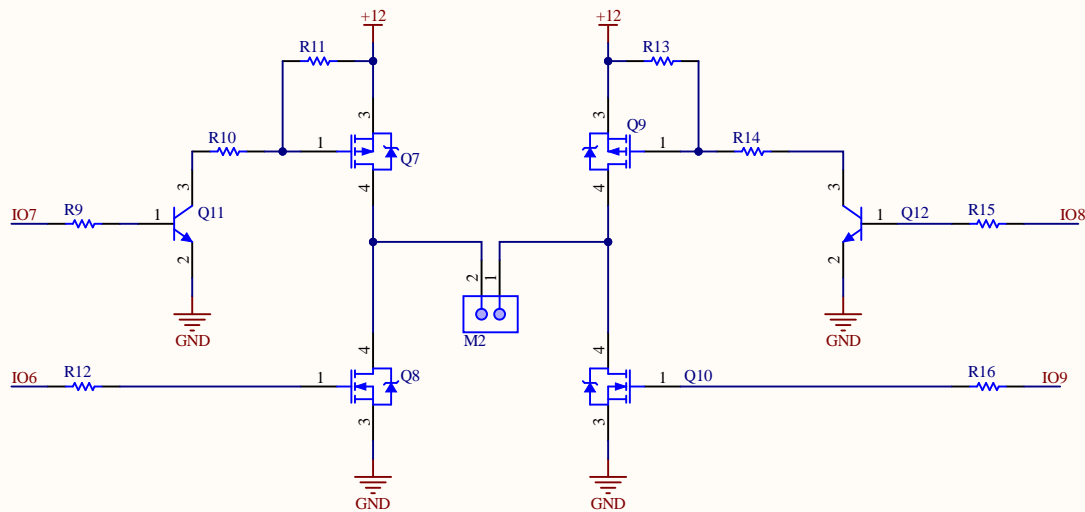 +12 +12
R11 R13
3 3
Q9
R10 1 1 R14
Q7
4 4
3 3
IO7 R9 1 Q11 Q12 1 R15 IO8
2 2
2 1
GND GND
M2
4 4
IO6 R12 1 Q8 1 Q10 R16 IO9
3 3
GND GND